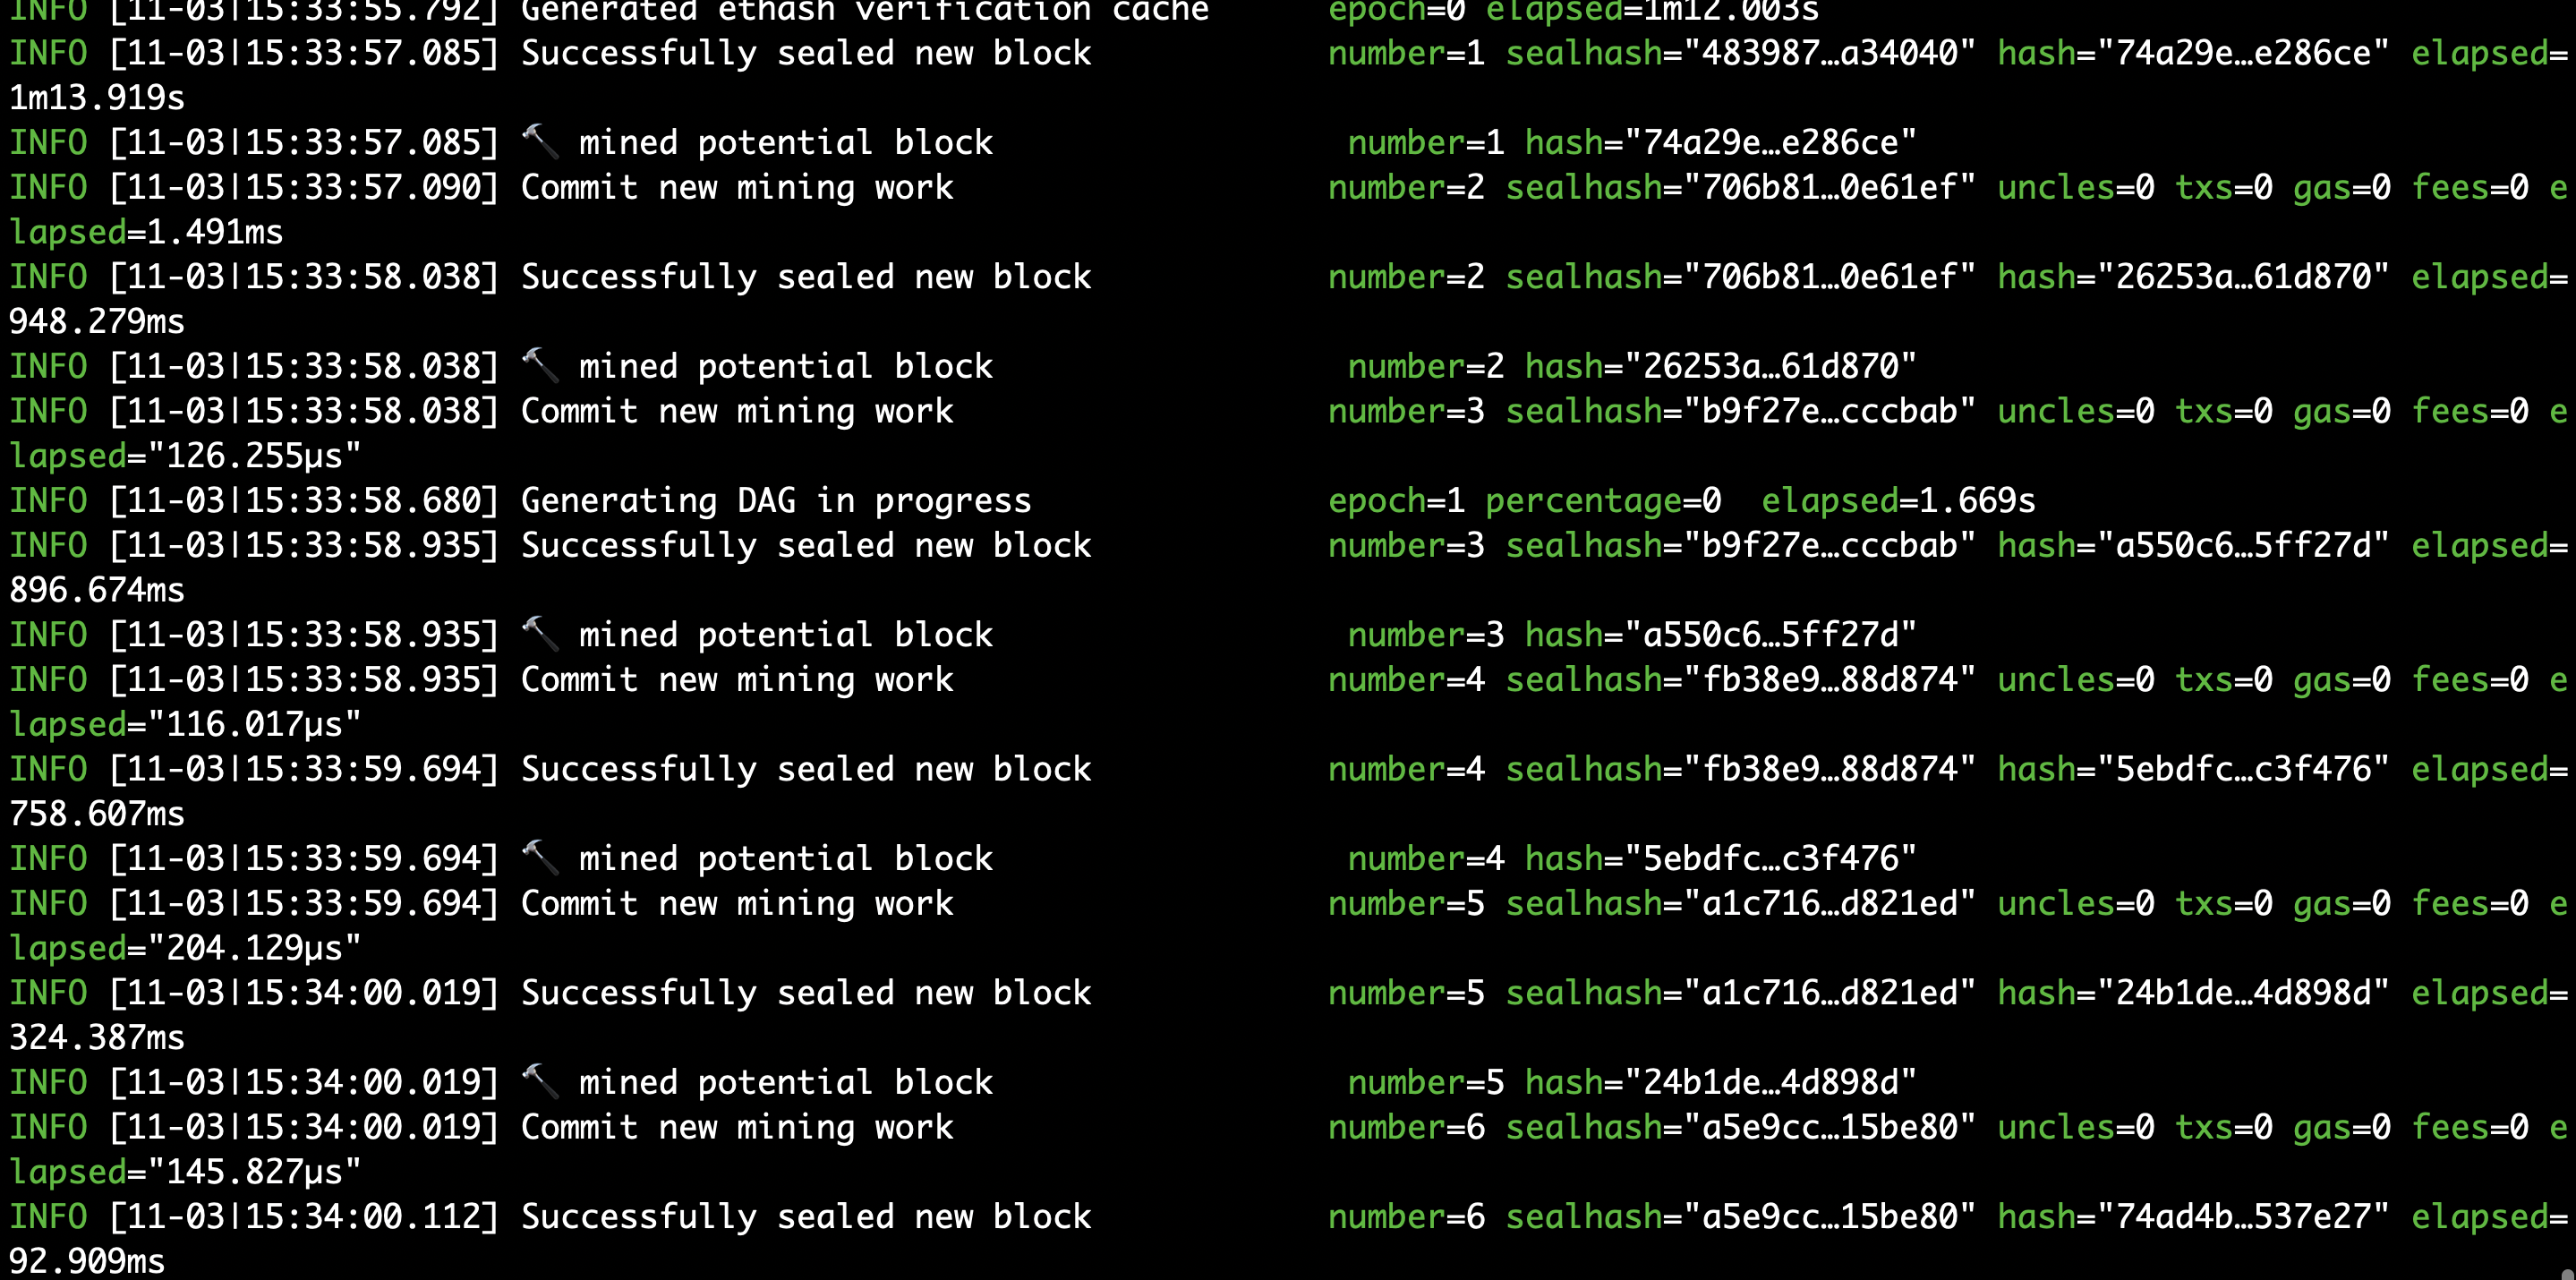 INFO [11-03|15:33:55.792] Generated ethash verification cache epoch=0 elapsed=1m12.003s
INFO [11-03|15:33:57.085] Successfully sealed new block number=1 sealhash="483987…a34040" hash="74a29e…e286ce" elapsed=
1m13.919s
INFO [11-03|15:33:57.085] 🔨 mined potential block number=1 hash="74a29e…e286ce"
INFO [11-03|15:33:57.090] Commit new mining work number=2 sealhash="706b81…0e61ef" uncles=0 txs=0 gas=0 fees=0 e
lapsed=1.491ms
INFO [11-03|15:33:58.038] Successfully sealed new block number=2 sealhash="706b81…0e61ef" hash="26253a…61d870" elapsed=
948.279ms
INFO [11-03|15:33:58.038] 🔨 mined potential block number=2 hash="26253a…61d870"
INFO [11-03|15:33:58.038] Commit new mining work number=3 sealhash="b9f27e…cccbab" uncles=0 txs=0 gas=0 fees=0 e
lapsed="126.255µs"
INFO [11-03|15:33:58.680] Generating DAG in progress epoch=1 percentage=0 elapsed=1.669s
INFO [11-03|15:33:58.935] Successfully sealed new block number=3 sealhash="b9f27e…cccbab" hash="a550c6…5ff27d" elapsed=
896.674ms
INFO [11-03|15:33:58.935] 🔨 mined potential block number=3 hash="a550c6…5ff27d"
INFO [11-03|15:33:58.935] Commit new mining work number=4 sealhash="fb38e9…88d874" uncles=0 txs=0 gas=0 fees=0 e
lapsed="116.017µs"
INFO [11-03|15:33:59.694] Successfully sealed new block number=4 sealhash="fb38e9…88d874" hash="5ebdfc…c3f476" elapsed=
758.607ms
INFO [11-03|15:33:59.694] 🔨 mined potential block number=4 hash="5ebdfc…c3f476"
INFO [11-03|15:33:59.694] Commit new mining work number=5 sealhash="a1c716…d821ed" uncles=0 txs=0 gas=0 fees=0 e
lapsed="204.129µs"
INFO [11-03|15:34:00.019] Successfully sealed new block number=5 sealhash="a1c716…d821ed" hash="24b1de…4d898d" elapsed=
324.387ms
INFO [11-03|15:34:00.019] 🔨 mined potential block number=5 hash="24b1de…4d898d"
INFO [11-03|15:34:00.019] Commit new mining work number=6 sealhash="a5e9cc…15be80" uncles=0 txs=0 gas=0 fees=0 e
lapsed="145.827µs"
INFO [11-03|15:34:00.112] Successfully sealed new block number=6 sealhash="a5e9cc…15be80" hash="74ad4b…537e27" elapsed=
92.909ms